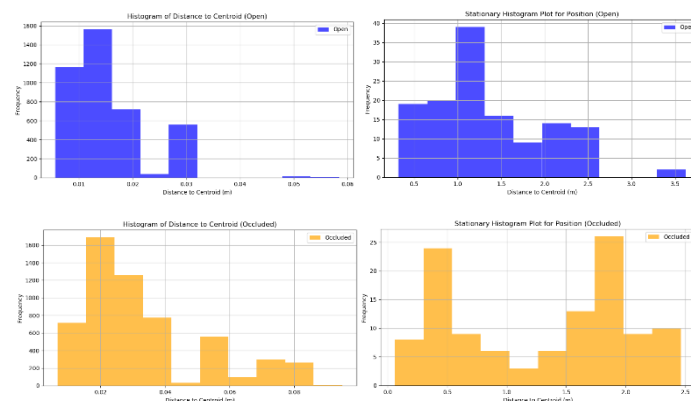 Histogram of Distance to Centroid (Open)
Open
1600
1400
1200
1000
800
600
400
200
0
Frequency
0.01 0.02 0.03 0.04 0.05 0.06
Distance to Centroid (m)
Stationary Histogram Plot for Position (Open)
40
35
30
25
20
15
10
5
0
Frequency
0.5 1.0 1.5 2.0 2.5 3.0 3.5
Distance to Centroid (m)
Histogram of Distance to Centroid (Occluded)
Occluded
1600
1400
1200
1000
800
600
400
200
0
Frequency
0.02 0.04 0.06 0.08
Distance to Centroid (m)
Stationary Histogram Plot for Position (Occluded)
Occluded
25
20
15
10
5
0
Frequency
0.0 0.5 1.0 1.5 2.0 2.5
Distance to Centroid (m)